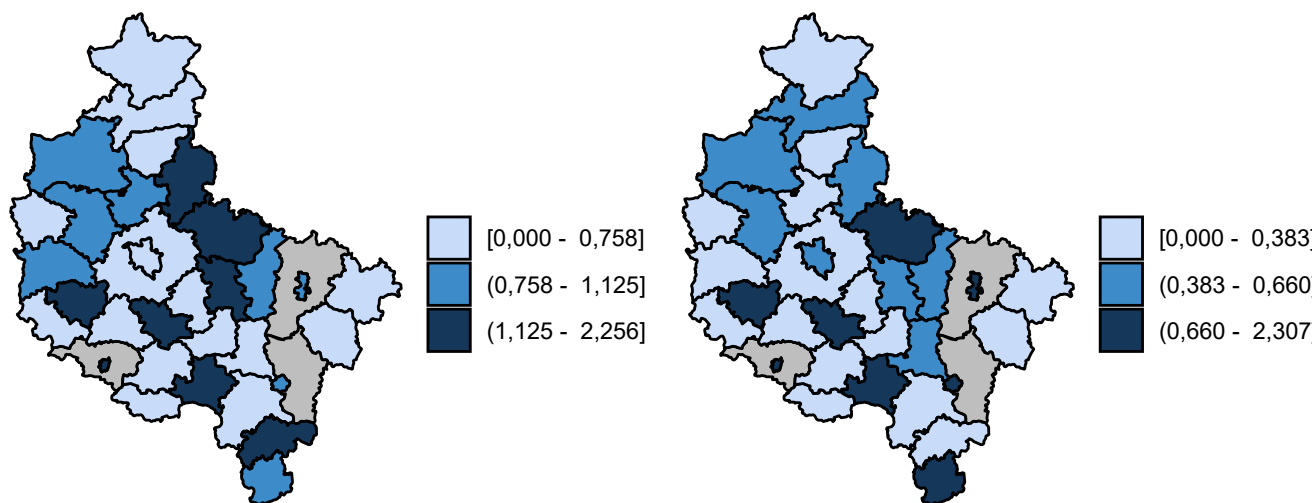 [0,000 - 0,758]
(0,758 - 1,125]
(1,125 - 2,256]
[0,000 - 0,383]
(0,383 - 0,660]
(0,660 - 2,307]